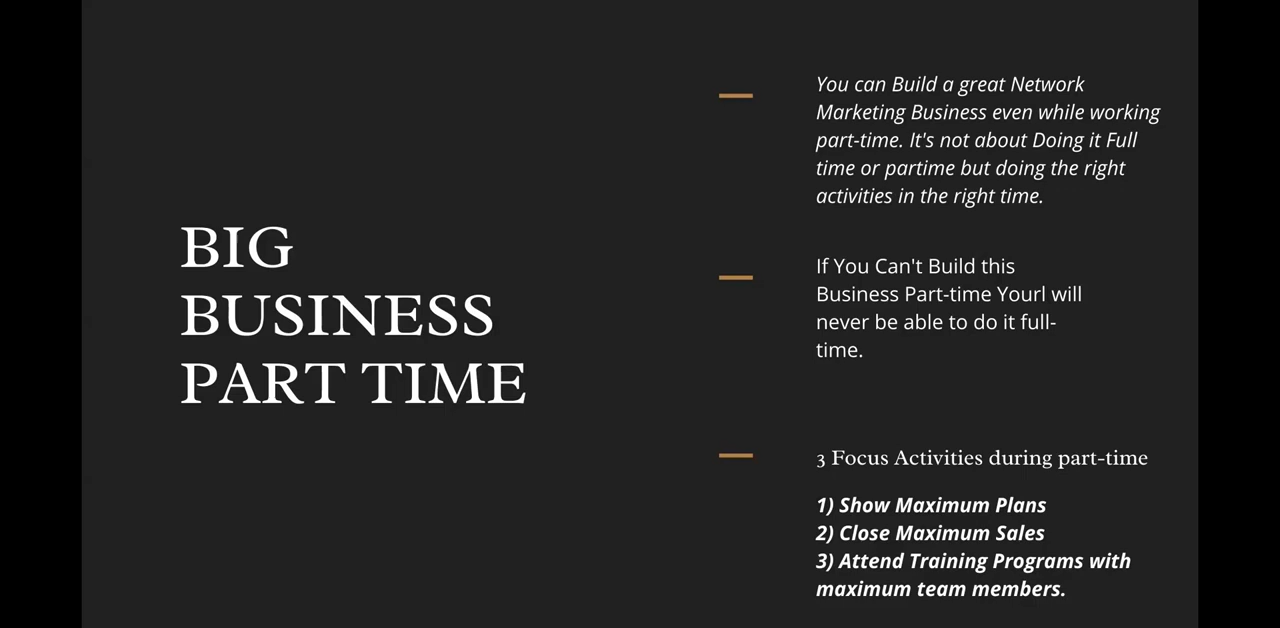 BIG
BUSINESS
PART TIME
You can Build a great Network
Marketing Business even while working
part-time. It's not about Doing it Full
time or partime but doing the right
activities in the right time.
If You Can't Build this
Business Part-time Yourl will
never be able to do it full-
time.
3 Focus Activities during part-time
1) Show Maximum Plans
2) Close Maximum Sales
3) Attend Training Programs with
maximum team members.